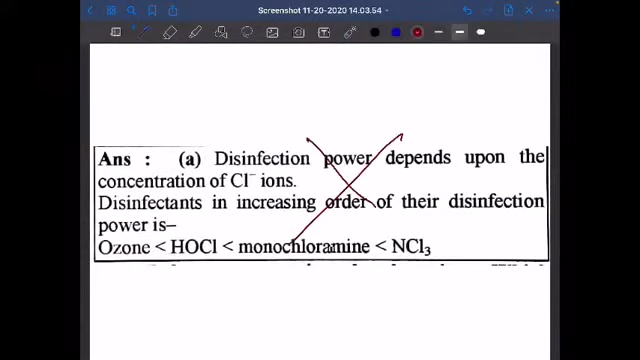 Screenshot 11-20-2020 14.03.54
Ans : (a) Disinfection power depends upon the
concentration of Cl⁻ ions.
Disinfectants in increasing order of their disinfection
power is–
Ozone < HOCl < monochloramine < NCl₃